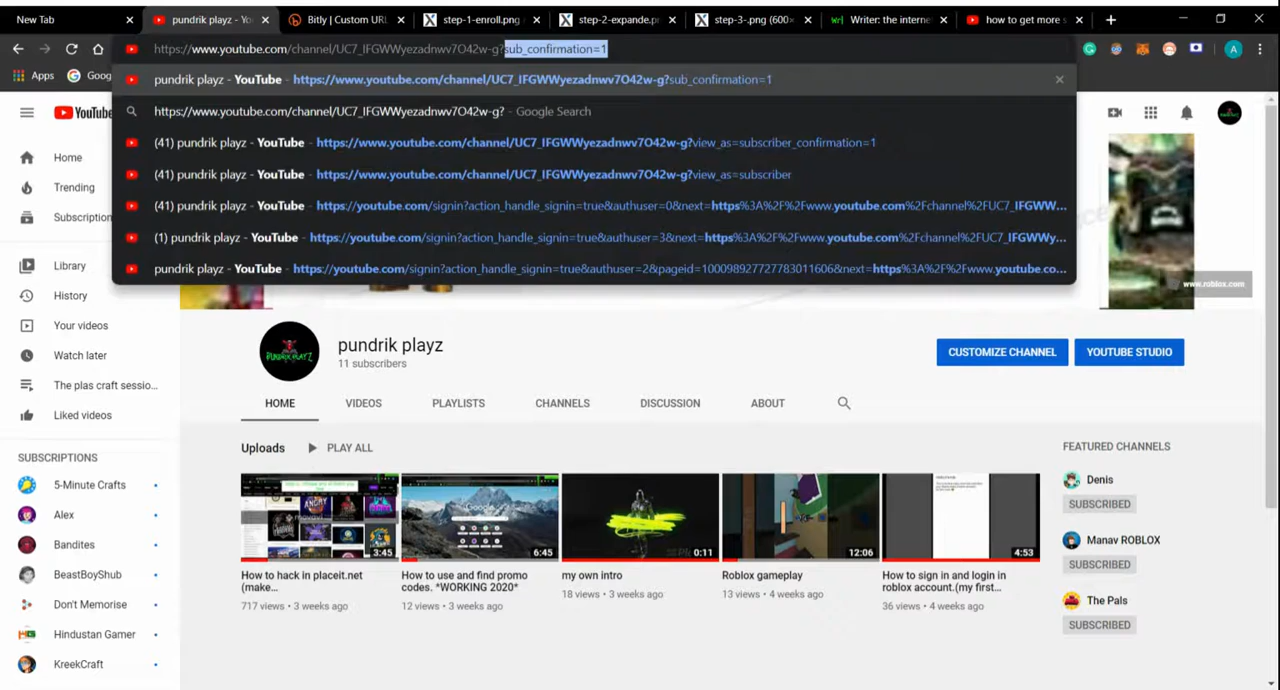 New Tab
pundrik playz - Yo
Bitly | Custom URL
step-1-enroll.png
step-2-expande.pr
step-3-.png (600×
Writer: the interne
how to get more s
https://www.youtube.com/channel/UC7_IFGWWyezadnwv7O42w-g?sub_confirmation=1
A
Apps
Goog
pundrik playz - YouTube - https://www.youtube.com/channel/UC7_IFGWWyezadnwv7O42w-g?sub_confirmation=1
https://www.youtube.com/channel/UC7_IFGWWyezadnwv7O42w-g? - Google Search
(41) pundrik playz - YouTube - https://www.youtube.com/channel/UC7_IFGWWyezadnwv7O42w-g?view_as=subscriber_confirmation=1
(41) pundrik playz - YouTube - https://www.youtube.com/channel/UC7_IFGWWyezadnwv7O42w-g?view_as=subscriber
(41) pundrik playz - YouTube - https://youtube.com/signin?action_handle_signin=true&authuser=0&next=https%3A%2F%2Fwww.youtube.com%2Fchannel%2FUC7_IFGWW...
(1) pundrik playz - YouTube - https://youtube.com/signin?action_handle_signin=true&authuser=3&next=https%3A%2F%2Fwww.youtube.com%2Fchannel%2FUC7_IFGWWy...
pundrik playz - YouTube - https://youtube.com/signin?action_handle_signin=true&authuser=2&pageid=100098927727783011606&next=https%3A%2F%2Fwww.youtube.co...
YouTube
Home
Trending
Subscription
Library
History
Your videos
Watch later
The plas craft sessio...
Liked videos
SUBSCRIPTIONS
5-Minute Crafts
Alex
Bandites
BeastBoyShub
Don't Memorise
Hindustan Gamer
KreekCraft
www.roblox.com
PUNDRIK PLAYZ
pundrik playz
11 subscribers
CUSTOMIZE CHANNEL
YOUTUBE STUDIO
HOME
VIDEOS
PLAYLISTS
CHANNELS
DISCUSSION
ABOUT
Uploads
PLAY ALL
3:45
6:45
0:11
12:06
4:53
How to hack in placeit.net
(make...
717 views • 3 weeks ago
How to use and find promo
codes. *WORKING 2020*
12 views • 3 weeks ago
my own intro
18 views • 3 weeks ago
Roblox gameplay
13 views • 4 weeks ago
How to sign in and login in
roblox account.(my first...
36 views • 4 weeks ago
FEATURED CHANNELS
Denis
SUBSCRIBED
Manav ROBLOX
SUBSCRIBED
The Pals
SUBSCRIBED